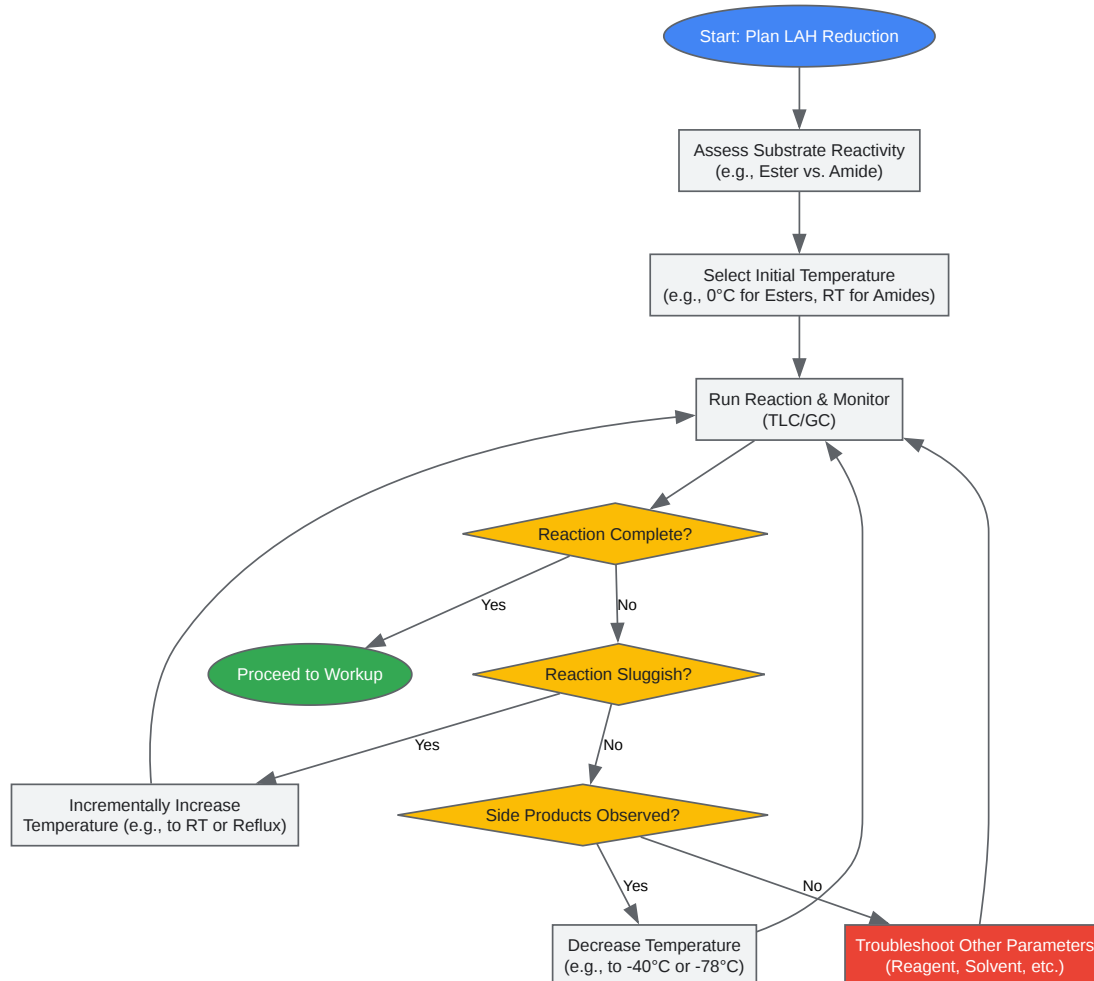 Start: Plan LAH Reduction
Assess Substrate Reactivity
(e.g., Ester vs. Amide)
Select Initial Temperature
(e.g., 0°C for Esters, RT for Amides)
Run Reaction & Monitor
(TLC/GC)
Reaction Complete?
Yes
No
Proceed to Workup
Reaction Sluggish?
Yes
No
Incrementally Increase
Temperature (e.g., to RT or Reflux)
Side Products Observed?
Yes
No
Decrease Temperature
(e.g., to -40°C or -78°C)
Troubleshoot Other Parameters
(Reagent, Solvent, etc.)